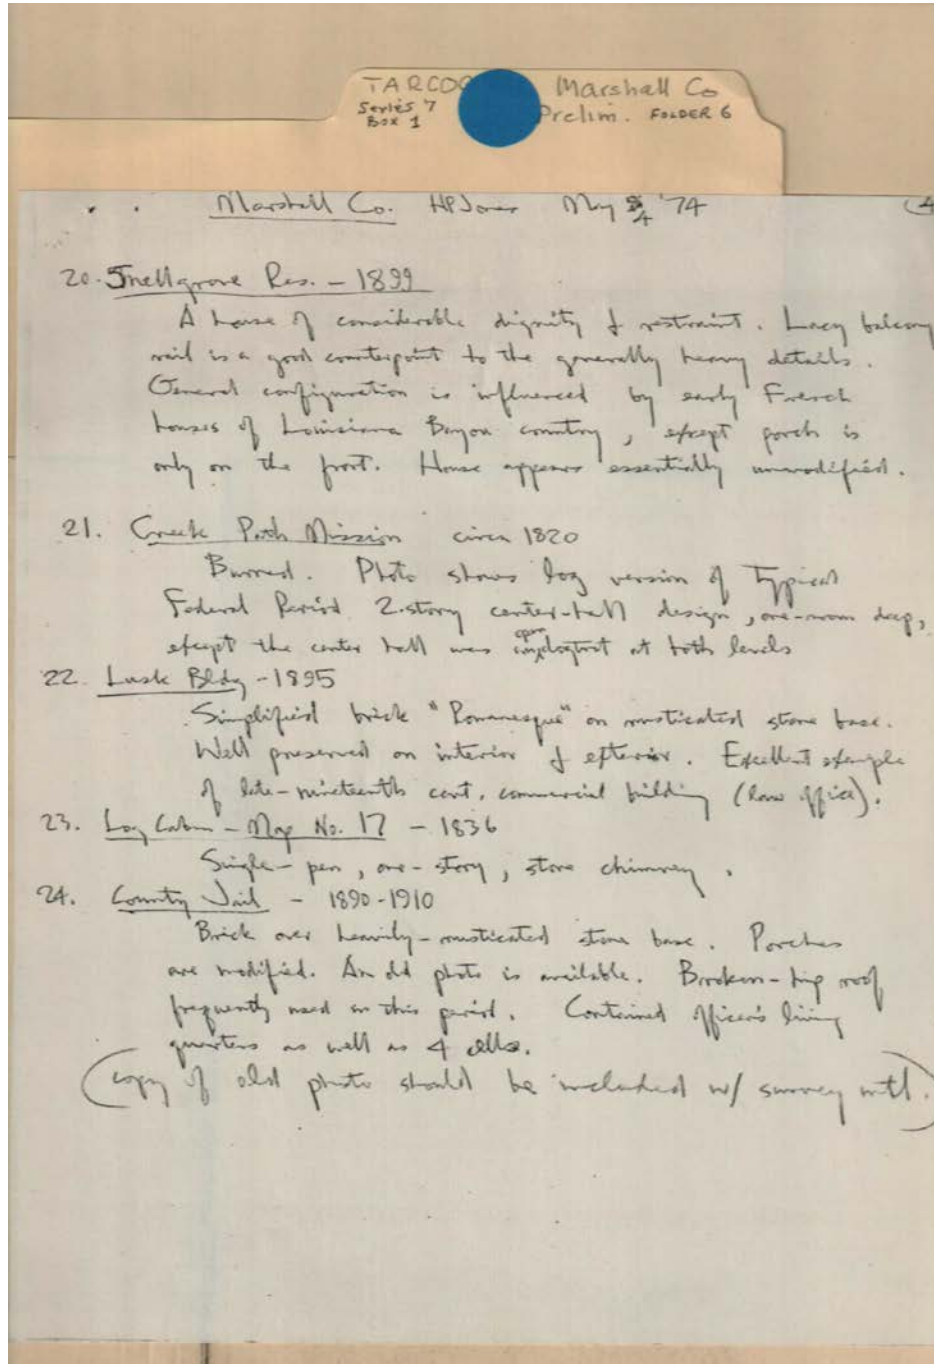 TARCOG Marshall Co
Series 7 Prelim. FOLDER 6
Box 1
Marshall Co. HP Jones May 4 '74 (4
20. Snellgrove Res. - 1899
A house of considerable dignity & restraint. Lacy balcony
rail is a good counterpoint to the generally heavy details.
General configuration is influenced by early French
houses of Louisiana Bayou country, except porch is
only on the front. House appears essentially unmodified.
21. Creek Path Mission circa 1820
Burned. Photo shows log version of typical
Federal Period 2-story center-hall design, one-room deep,
except the center hall was open dogtrot at both levels
22. Lusk Bldg - 1895
Simplified brick "Romanesque" on rusticated stone base.
Well preserved on interior & exterior. Excellent example
of late-nineteenth cent. commercial building (law office).
23. Log Cabin - Map No. 17 - 1836
Single-pen, one-story, stone chimney.
24. County Jail - 1890-1910
Brick over heavily-rusticated stone base. Porches
are modified. An old photo is available. Broken-hip roof
frequently used in this period. Contained officer's living
quarters as well as 4 cells.
(copy of old photo should be included w/ survey mtl.)